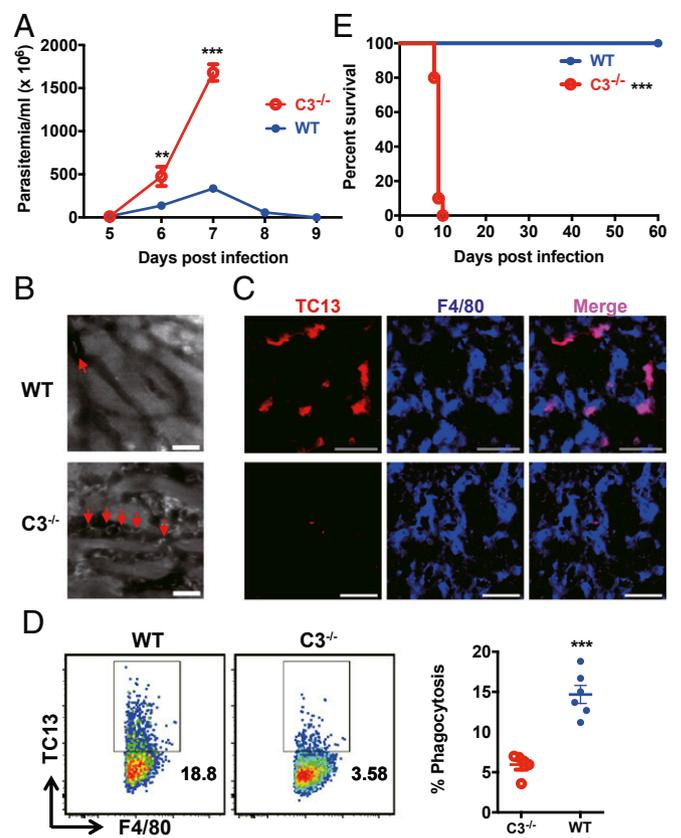 A
Parasitemia/ml (x 10⁶)
2000
1500
1000
500
0
**
***
C3-/-
WT
5 6 7 8 9
Days post infection
E
Percent survival
100
80
60
40
20
0
WT
C3-/- ***
0 10 20 30 40 50 60
Days post infection
B
WT
C3-/-
C
TC13 F4/80 Merge
D
WT C3-/-
TC13
18.8 3.58
F4/80
% Phagocytosis
20
15
10
5
0
***
C3-/- WT